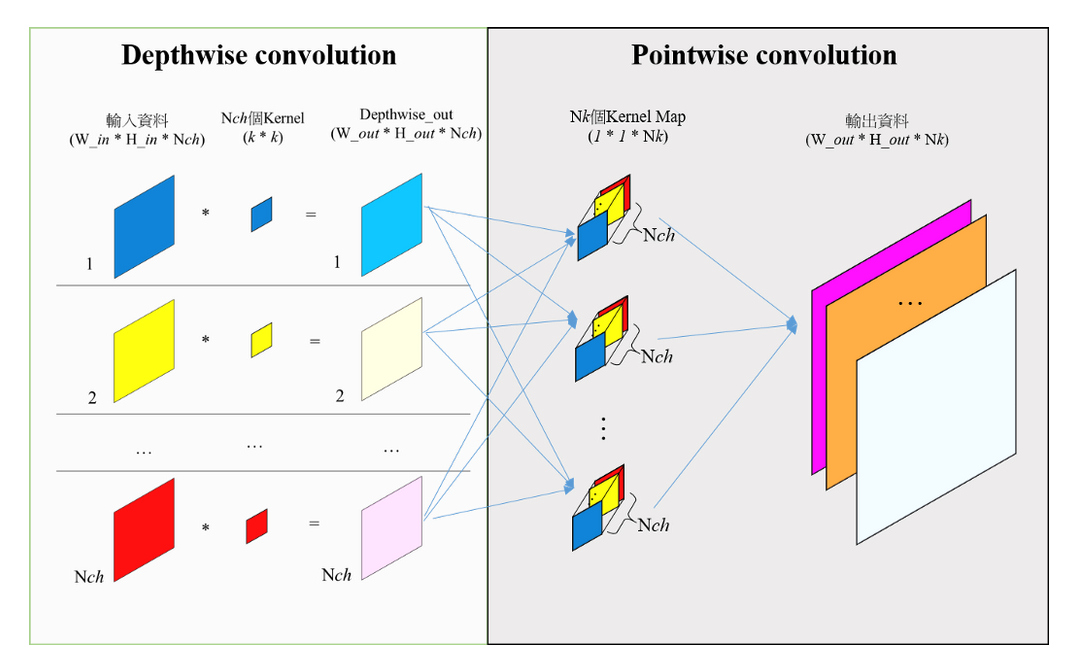 Depthwise convolution
Pointwise convolution
輸入資料
(W_in * H_in * Nch)
Nch個Kernel
(k * k)
Depthwise_out
(W_out * H_out * Nch)
Nk個Kernel Map
(1 * 1 * Nk)
輸出資料
(W_out * H_out * Nk)
1
*
=
1
2
*
=
2
...
...
...
Nch
*
=
Nch
Nch
Nch
⋮
Nch
...